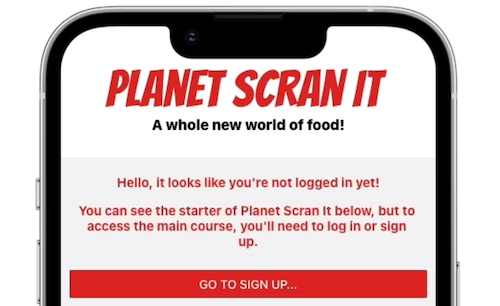 PLANET SCRAN IT
A whole new world of food!
Hello, it looks like you're not logged in yet!
You can see the starter of Planet Scran It below, but to
access the main course, you'll need to log in or sign
up.
GO TO SIGN UP...